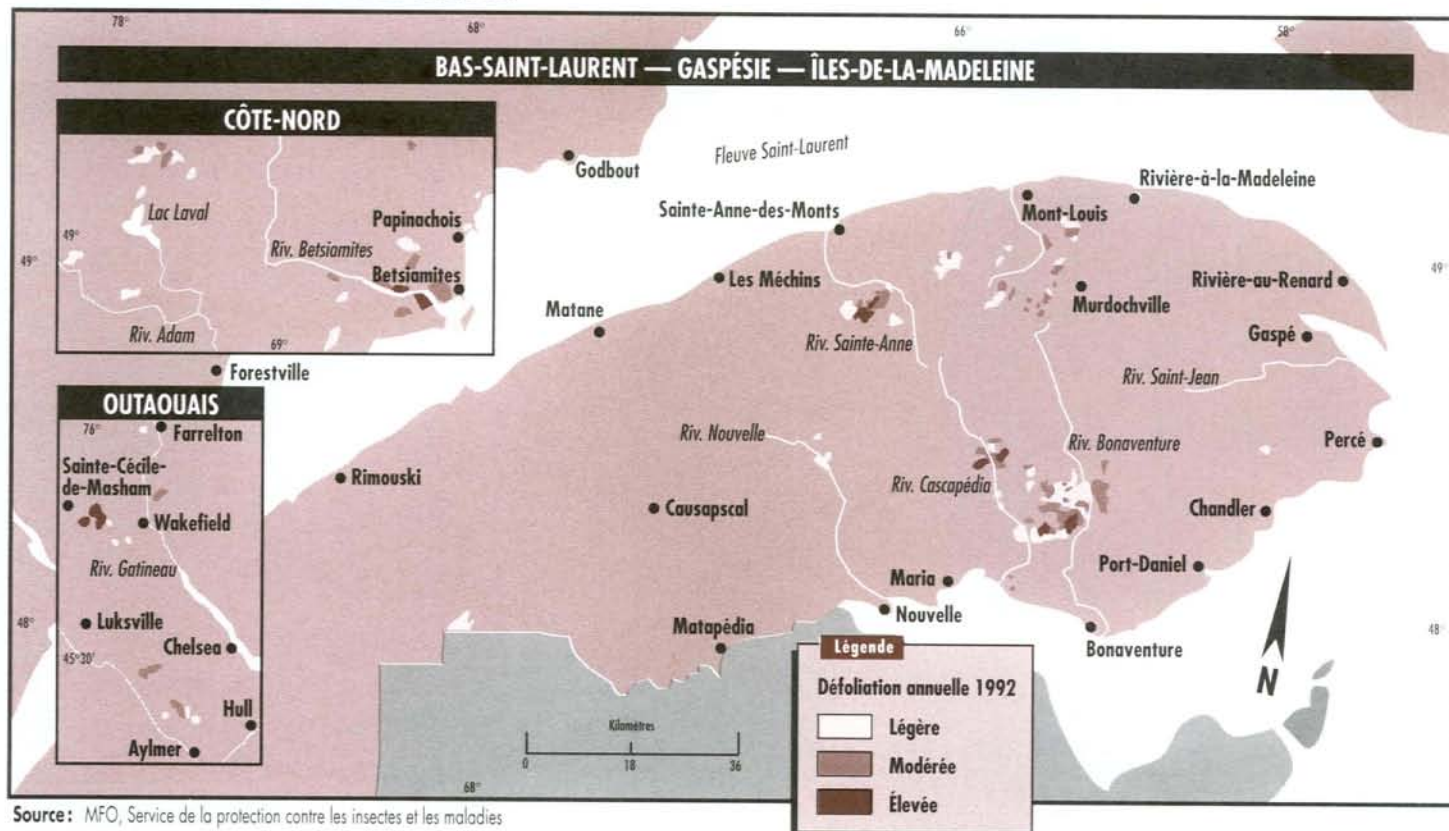 78°
68°
66°
58°
BAS-SAINT-LAURENT — GASPÉSIE — ÎLES-DE-LA-MADELEINE
CÔTE-NORD
Lac Laval
49°
Papinachois
Riv. Betsiamites
Betsiamites
Riv. Adam
69°
49°
Godbout
Fleuve Saint-Laurent
Rivière-à-la-Madeleine
Sainte-Anne-des-Monts
Mont-Louis
49°
Les Méchins
Rivière-au-Renard
Murdochville
Matane
Riv. Sainte-Anne
Gaspé
Forestville
Riv. Saint-Jean
OUTAOUAIS
76°
Farrelton
Sainte-Cécile-
de-Masham
Wakefield
Riv. Gatineau
Luksville
Chelsea
45°30'
Hull
Aylmer
Riv. Nouvelle
Riv. Bonaventure
Percé
Rimouski
Riv. Cascapédia
Causapscal
Chandler
Port-Daniel
Maria
Nouvelle
48°
48°
Matapédia
Bonaventure
N
Légende
Défoliation annuelle 1992
Légère
Modérée
Élevée
Kilomètres
0 18 36
68°
Source: MFO, Service de la protection contre les insectes et les maladies